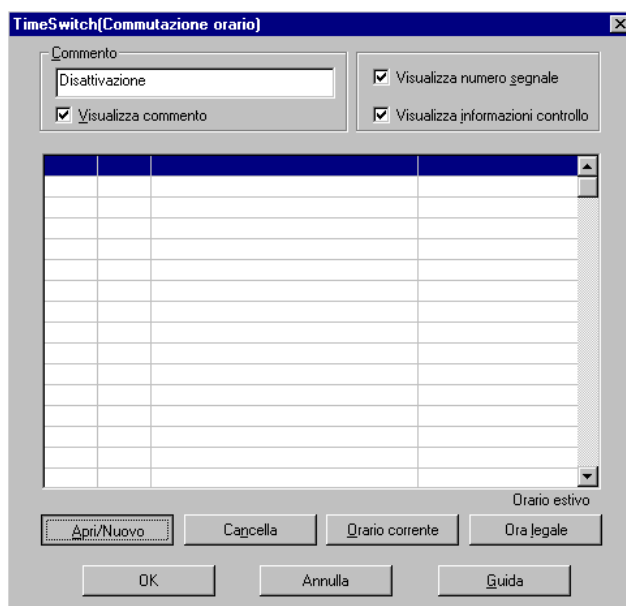 TimeSwitch(Commutazione orario)
Commento
Disattivazione
Visualizza commento
Visualizza numero segnale
Visualizza informazioni controllo
Orario estivo
Apri/Nuovo
Cancella
Orario corrente
Ora legale
OK
Annulla
Guida